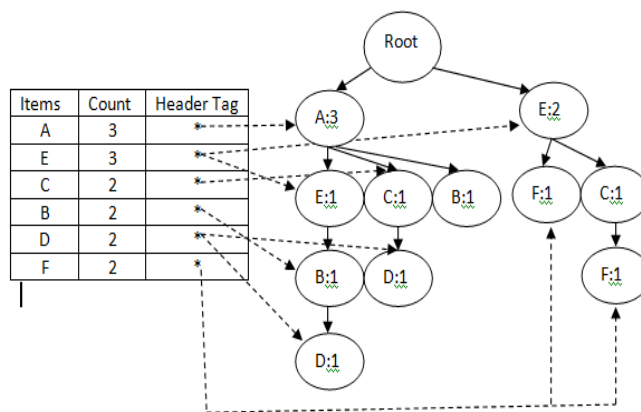 Root
Items Count Header Tag
A 3 *
E 3 *
C 2 *
B 2 *
D 2 *
F 2 *
A:3
E:2
E:1
C:1
B:1
F:1
C:1
B:1
D:1
F:1
D:1